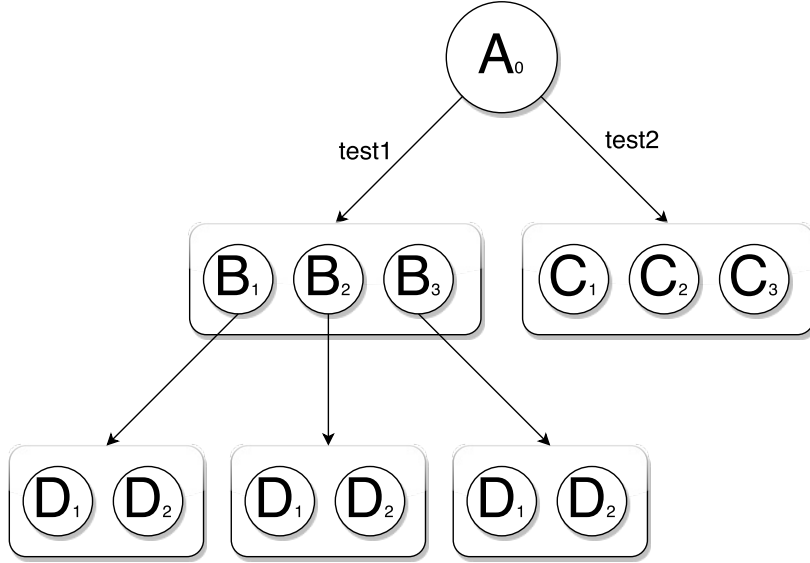 A₀
test1
test2
B₁ B₂ B₃
C₁ C₂ C₃
D₁ D₂
D₁ D₂
D₁ D₂